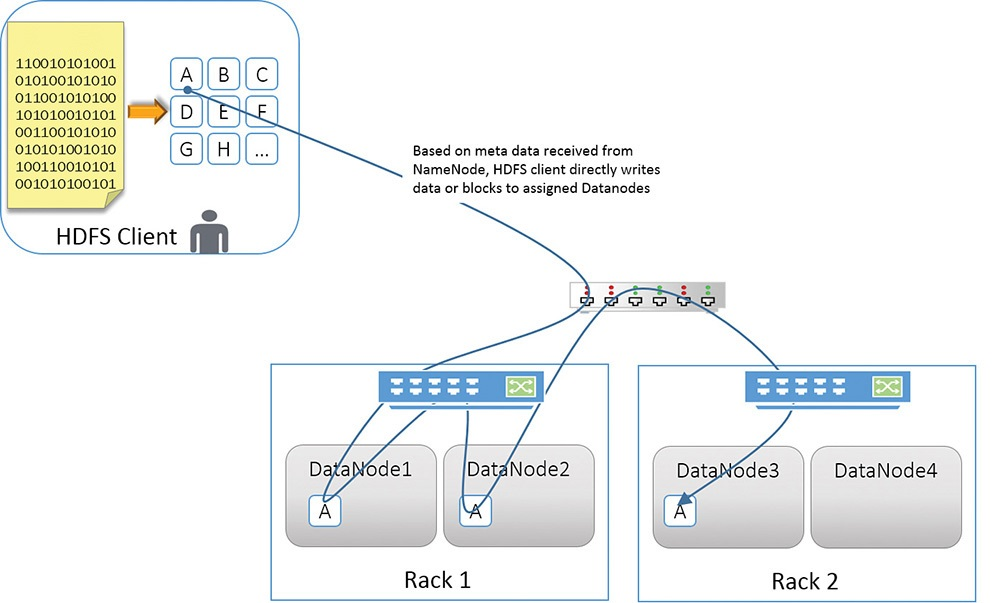 110010101001
010100101010
011001010100
101010010101
001100101010
010101001010
100110010101
001010100101
A B C
D E F
G H ...
HDFS Client
Based on meta data received from
NameNode, HDFS client directly writes
data or blocks to assigned Datanodes
DataNode1
DataNode2
DataNode3
DataNode4
A
A
A
Rack 1
Rack 2